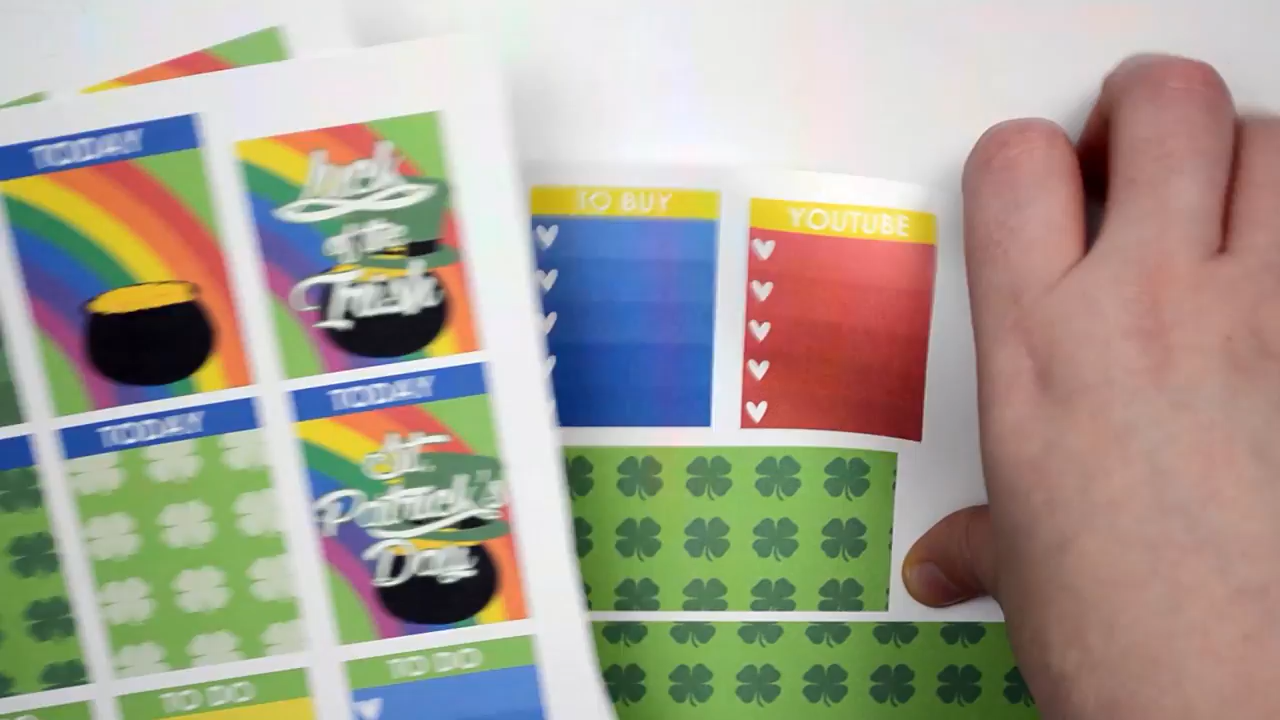 TODAY
Luck
of the
Irish
TO BUY
YOUTUBE
TODAY
TODAY
St.
Patrick's
Day
TO DO
TO DO